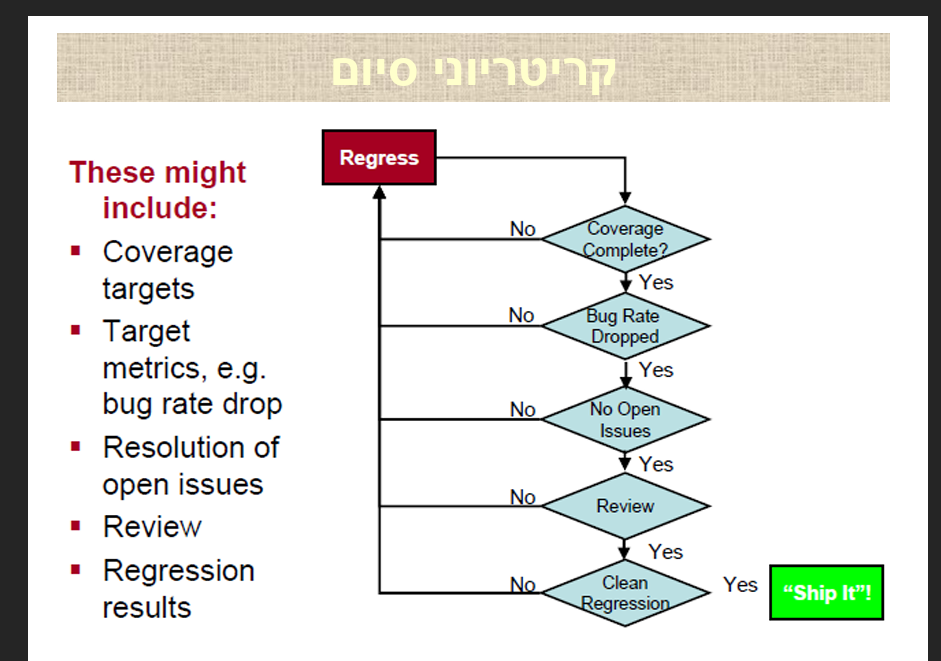 קריטריוני סיום
These might
include:
▪ Coverage
targets
▪ Target
metrics, e.g.
bug rate drop
▪ Resolution of
open issues
▪ Review
▪ Regression
results
Regress
Coverage
Complete?
No
Yes
Bug Rate
Dropped
No
Yes
No Open
Issues
No
Yes
Review
No
Yes
Clean
Regression
No
Yes
“Ship It”!